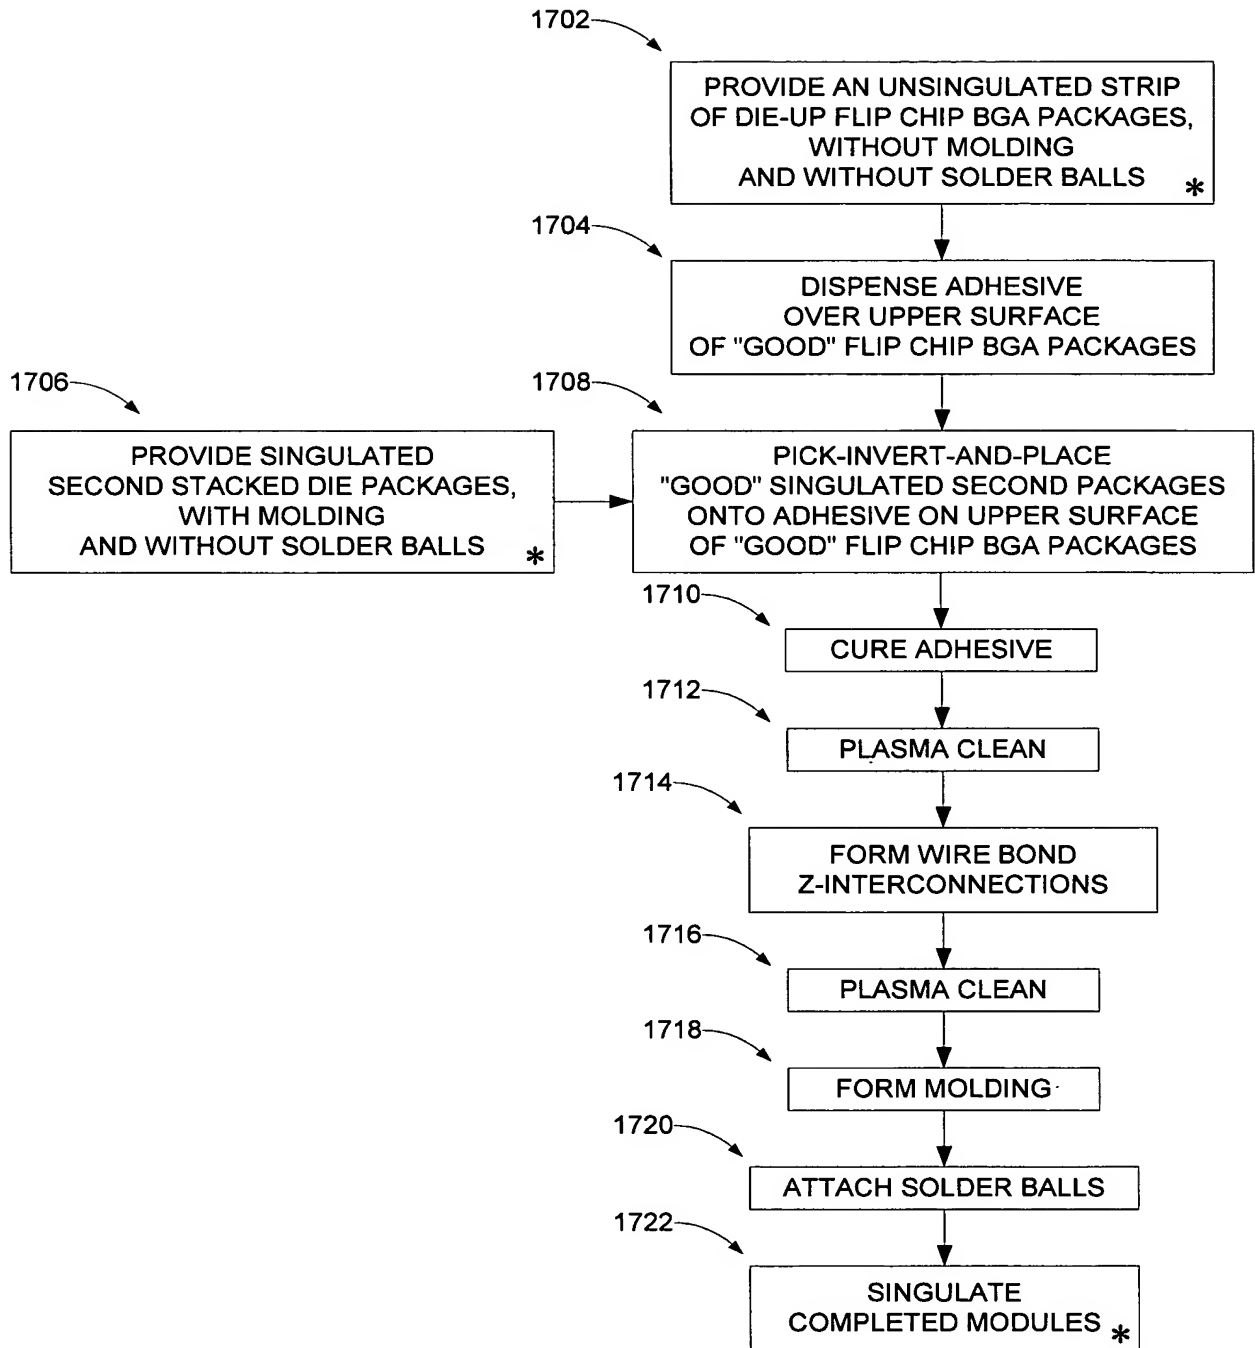 1702
PROVIDE AN UNSINGULATED STRIP
OF DIE-UP FLIP CHIP BGA PACKAGES,
WITHOUT MOLDING
AND WITHOUT SOLDER BALLS *
1704
DISPENSE ADHESIVE
OVER UPPER SURFACE
OF "GOOD" FLIP CHIP BGA PACKAGES
1706
PROVIDE SINGULATED
SECOND STACKED DIE PACKAGES,
WITH MOLDING
AND WITHOUT SOLDER BALLS *
1708
PICK-INVERT-AND-PLACE
"GOOD" SINGULATED SECOND PACKAGES
ONTO ADHESIVE ON UPPER SURFACE
OF "GOOD" FLIP CHIP BGA PACKAGES
1710
CURE ADHESIVE
1712
PLASMA CLEAN
1714
FORM WIRE BOND
Z-INTERCONNECTIONS
1716
PLASMA CLEAN
1718
FORM MOLDING
1720
ATTACH SOLDER BALLS
1722
SINGULATE
COMPLETED MODULES *